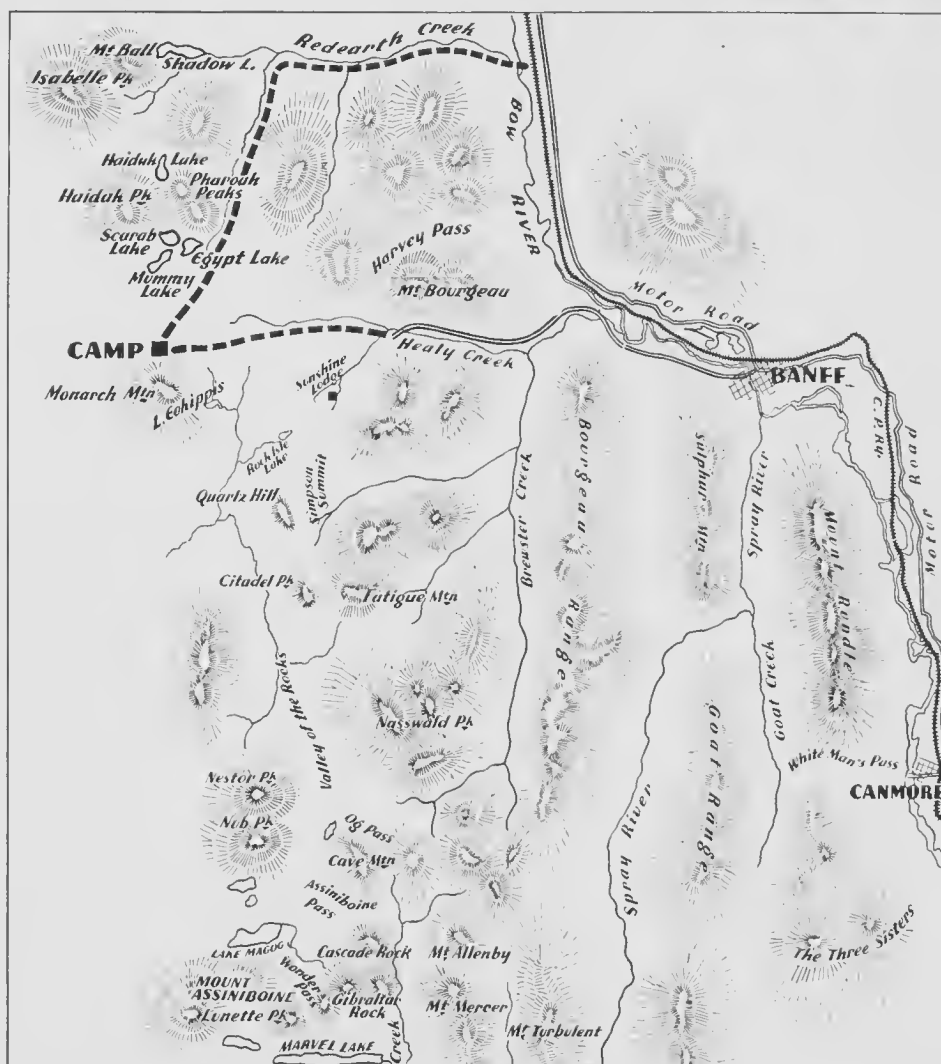 Redearth Creek
Mt Ball
Shadow L.
Isabelle Pk
BOW
RIVER
Haiduk Lake
Pharoah
Peaks
Haiduk Pk
Scarab
Lake
Egypt Lake
Mummy
Lake
Harvey Pass
Mt. Bourgeau
Motor Road
CAMP
Healy Creek
BANFF
Monarch Mtn
L. Eohippis
Sunshine
Lodge
C. P. Ry.
Motor Road
Rock Isle
Lake
Quartz Hill
Simpson
Summit
Brewster Creek
Bourgeau Range
Sulphur Mtn
Spray River
Mount Rundle
Citadel Pk
Fatigue Mtn
Valley of the Rocks
Nasswald Pk
Goat Creek
Goat Range
White Man's Pass
CANMORE
Nestor Pk
Nub Pk
Og Pass
Cave Mtn
Assiniboine
Pass
Spray River
LAKE MAGOG
Cascade Rock
Mt. Allenby
The Three Sisters
Wonder
Pass
MOUNT
ASSINIBOINE
Lunette Pk
Gibraltar
Rock
Mt. Mercer
Mt. Turbulent
MARVEL LAKE
Creek